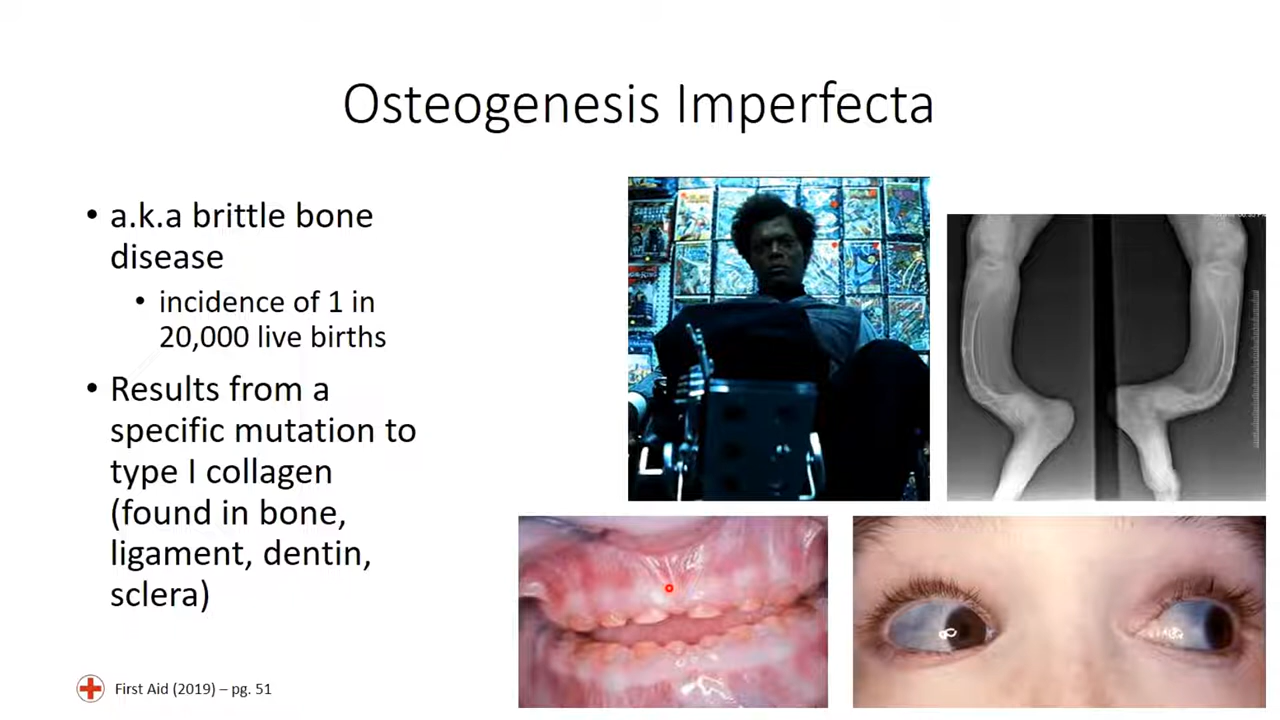 Osteogenesis Imperfecta
• a.k.a brittle bone
disease
• incidence of 1 in
20,000 live births
• Results from a
specific mutation to
type I collagen
(found in bone,
ligament, dentin,
sclera)
First Aid (2019) – pg. 51